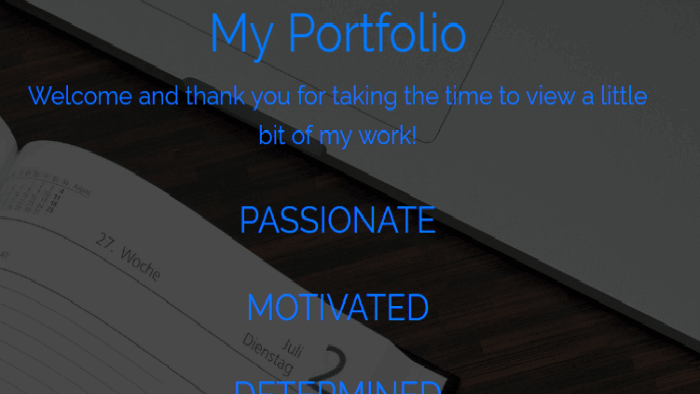 My Portfolio
Welcome and thank you for taking the time to view a little
bit of my work!
PASSIONATE
27. Woche
MOTIVATED
Juli
Dienstag
2
DETERMINED